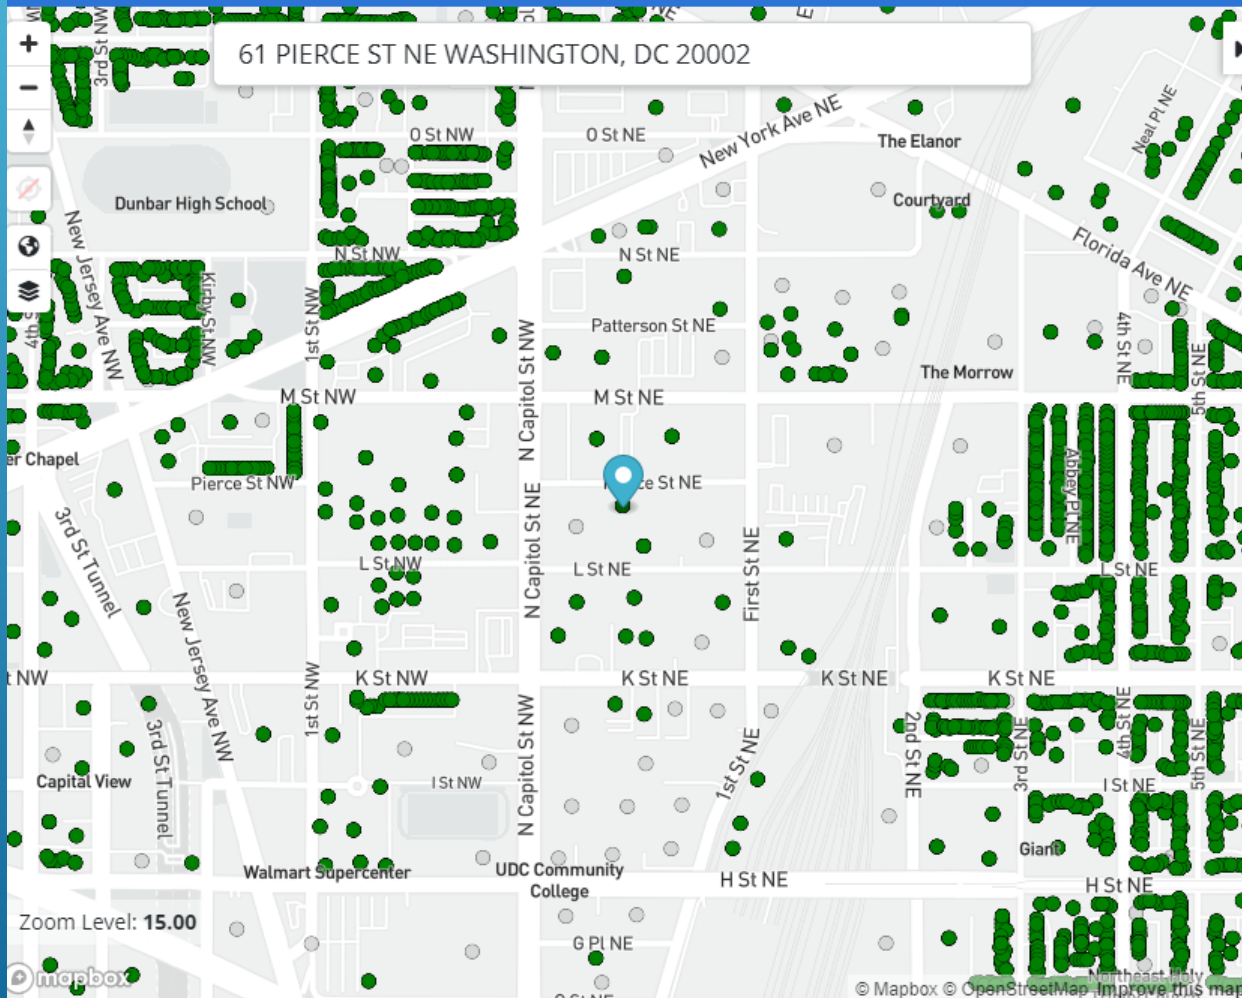 NE
E
3rd St NW
61 PIERCE ST NE WASHINGTON, DC 20002
O St NW
O St NE
New York Ave NE
The Elanor
Neal Pl NE
Dunbar High School
Courtyard
New Jersey Ave NW
N St NW
N St NE
Florida Ave NE
Kirby St NW
1st St NW
Patterson St NE
4th St NE
5th St NE
N Capitol St NW
The Morrow
M St NW
M St NE
er Chapel
Pierce St NW
ce St NE
Abbey Pl NE
3rd St Tunnel
N Capitol St NE
First St NE
L St NW
L St NE
L St NE
New Jersey Ave NW
t NW
K St NW
K St NE
K St NE
K St NE
1st St NW
N Capitol St NW
1st St NE
2nd St NE
3rd St NE
4th St NE
5th St NE
3rd St Tunnel
Capital View
I St NW
I St NE
Giant
Walmart Supercenter
UDC Community
College
H St NE
H St NE
Zoom Level: 15.00
G Pl NE
Northeast Holy
mapbox
© Mapbox © OpenStreetMap Improve this map